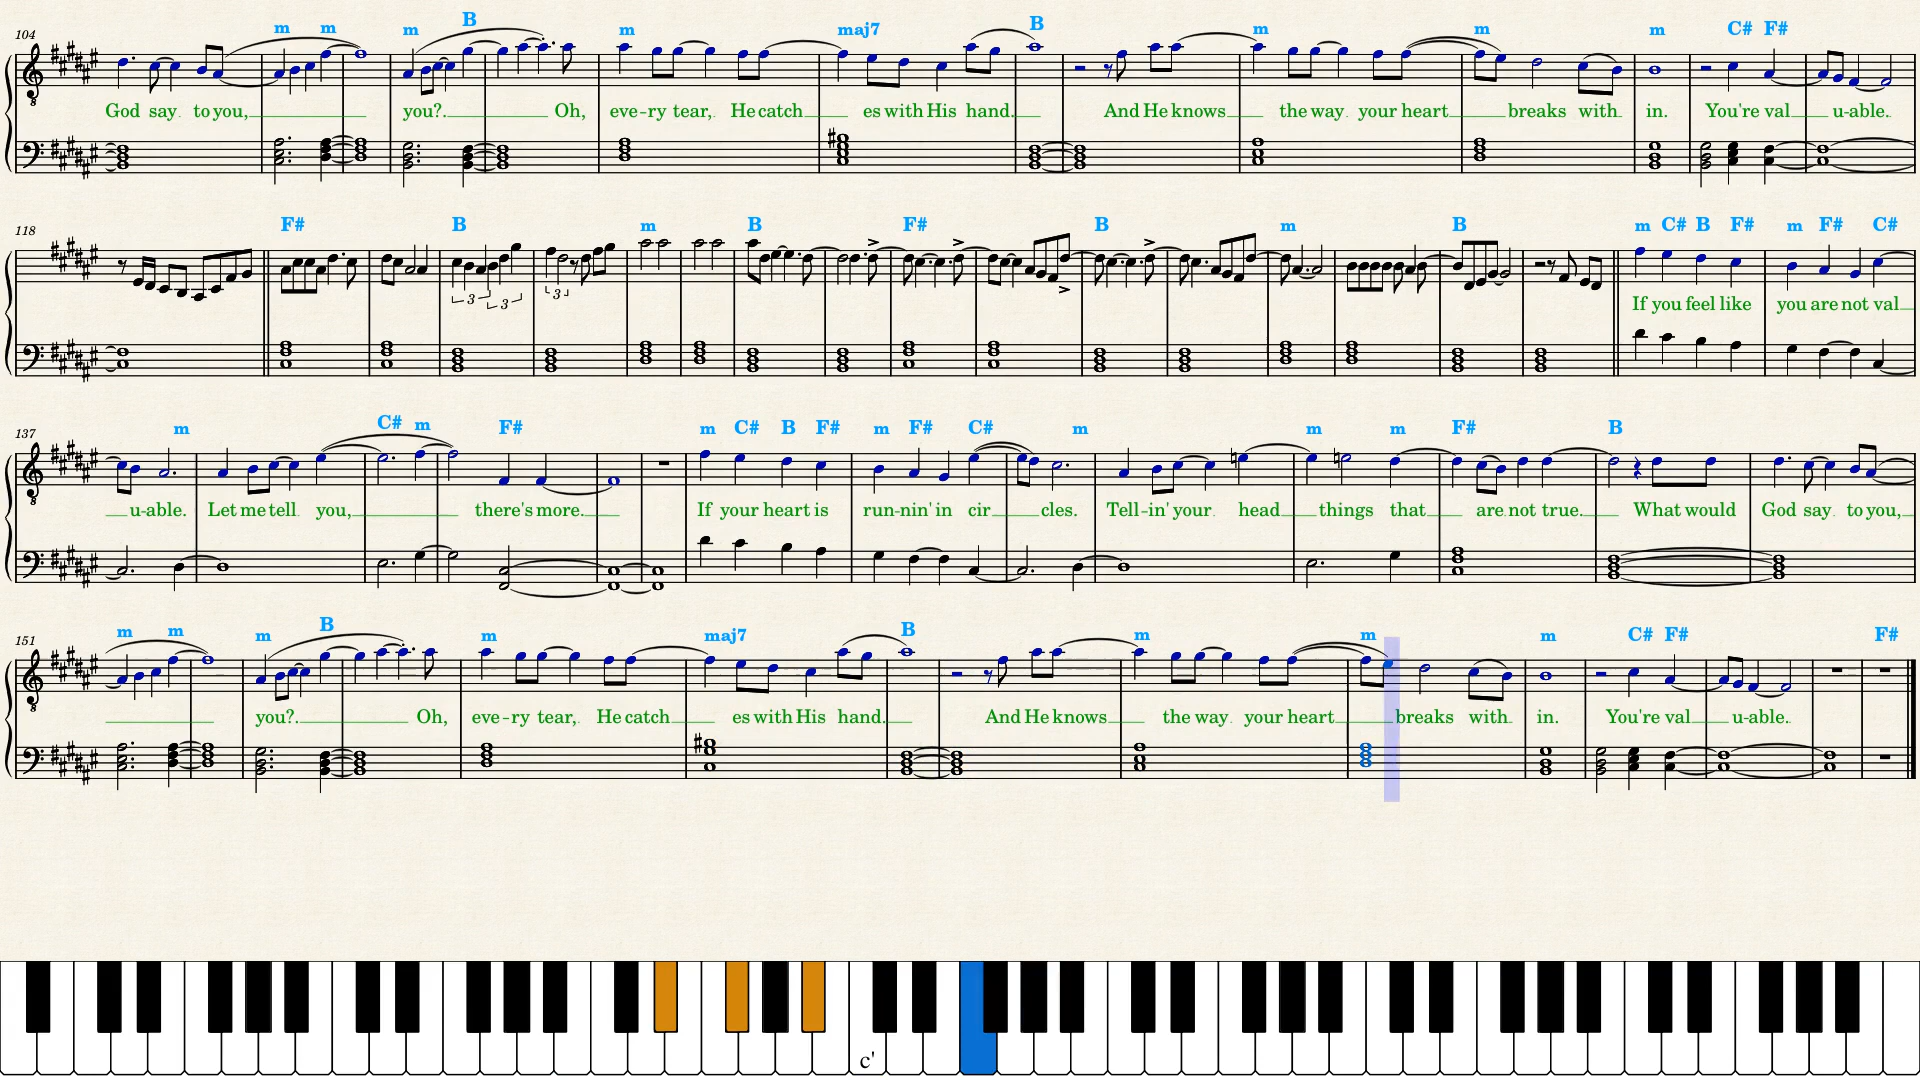 m m m B m maj7 B m m m C# F#
104
God say to you, you?. Oh, eve-ry tear, He catch es with His hand. And He knows the way your heart breaks with in. You're val u-able.
118
F# B m B F# B m B m C# B F# m F# C#
3 3 3
If you feel like you are not val
137
m C# m F# m C# B F# m F# C# m m m F# B
u-able. Let me tell you, there's more. If your heart is run-nin' in cir cles. Tell-in' your head things that are not true. What would God say to you,
151
m m m B m maj7 B m m m C# F# F#
you?. Oh, eve-ry tear, He catch es with His hand. And He knows the way your heart breaks with in. You're val u-able.
c'